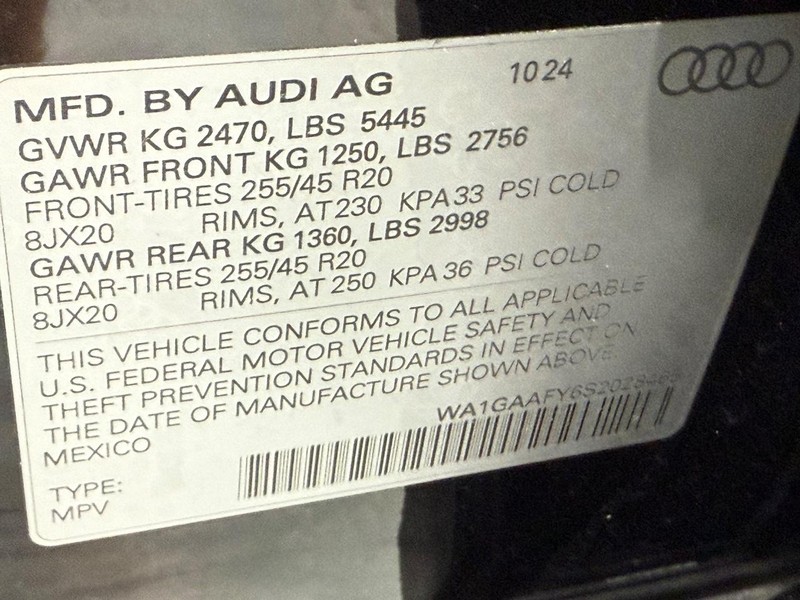 MFD. BY AUDI AG 1024
GVWR KG 2470, LBS 5445
GAWR FRONT KG 1250, LBS 2756
FRONT-TIRES 255/45 R20
8JX20 RIMS, AT 230 KPA 33 PSI COLD
GAWR REAR KG 1360, LBS 2998
REAR-TIRES 255/45 R20
8JX20 RIMS, AT 250 KPA 36 PSI COLD
THIS VEHICLE CONFORMS TO ALL APPLICABLE
U.S. FEDERAL MOTOR VEHICLE SAFETY AND
THEFT PREVENTION STANDARDS IN EFFECT ON
THE DATE OF MANUFACTURE SHOWN ABOVE.
MEXICO
TYPE:
MPV